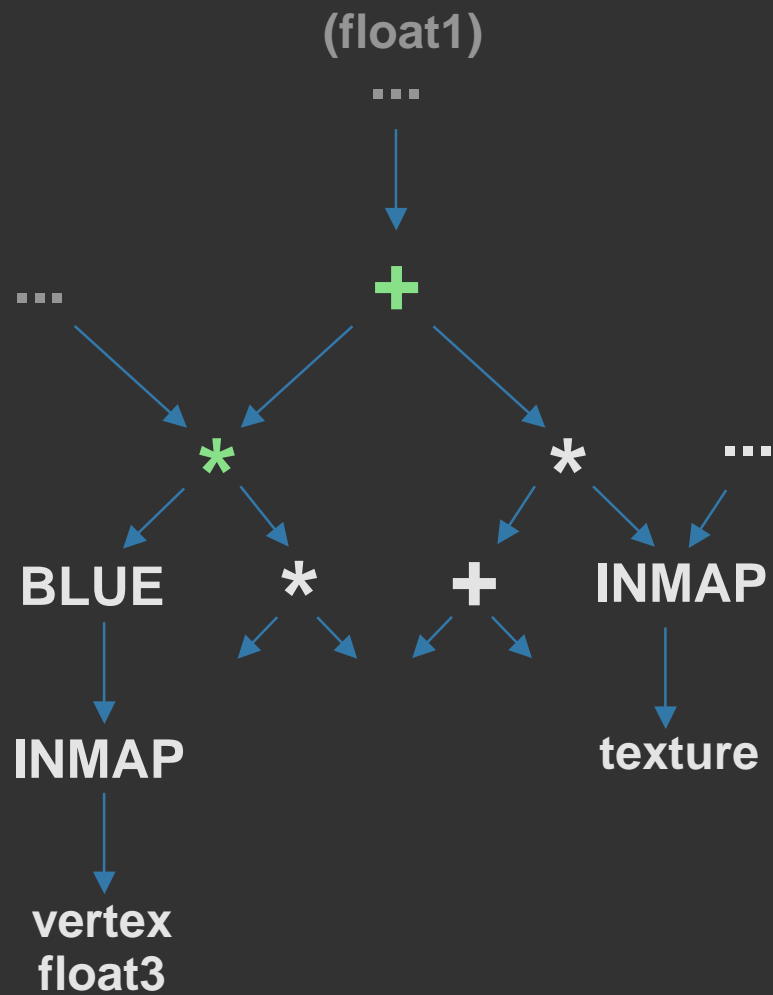 (float1)
...
... +
* * ...
BLUE * + INMAP
INMAP texture
vertex
float3